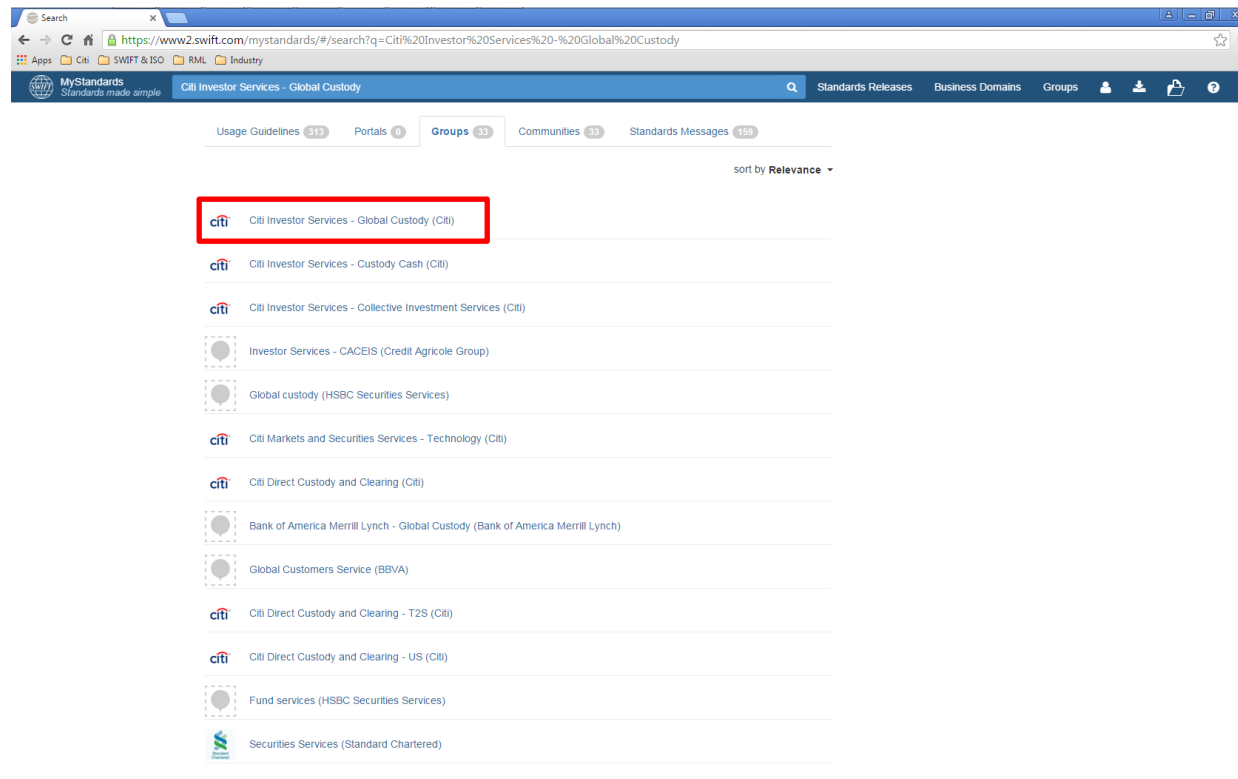 Search
https://www2.swift.com/mystandards/#/search?q=Citi%20Investor%20Services%20-%20Global%20Custody
Apps Citi SWIFT & ISO RML Industry
SWIFT MyStandards Standards made simple Citi Investor Services - Global Custody Standards Releases Business Domains Groups ?
Usage Guidelines 313 Portals 0 Groups 33 Communities 33 Standards Messages 159
sort by Relevance
citi Citi Investor Services - Global Custody (Citi)
citi Citi Investor Services - Custody Cash (Citi)
citi Citi Investor Services - Collective Investment Services (Citi)
Investor Services - CACEIS (Credit Agricole Group)
Global custody (HSBC Securities Services)
citi Citi Markets and Securities Services - Technology (Citi)
citi Citi Direct Custody and Clearing (Citi)
Bank of America Merrill Lynch - Global Custody (Bank of America Merrill Lynch)
Global Customers Service (BBVA)
citi Citi Direct Custody and Clearing - T2S (Citi)
citi Citi Direct Custody and Clearing - US (Citi)
Fund services (HSBC Securities Services)
Standard Chartered Securities Services (Standard Chartered)